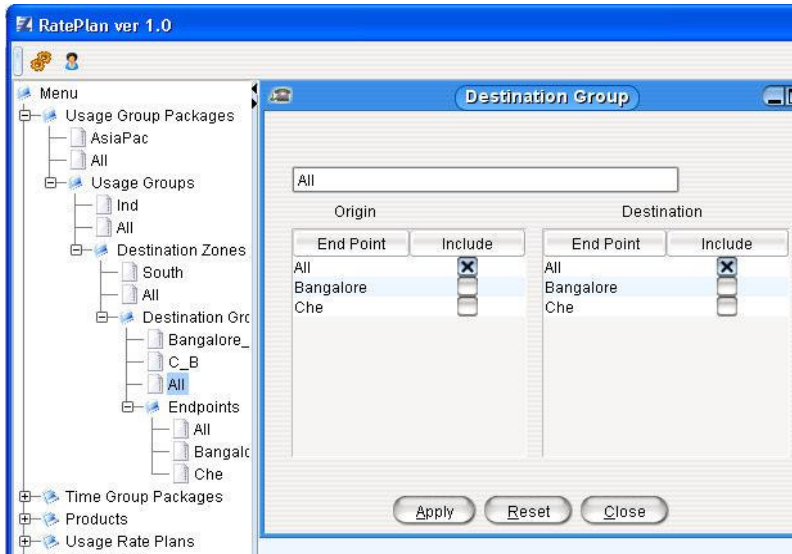 RatePlan ver 1.0
Menu
Usage Group Packages
AsiaPac
All
Usage Groups
Ind
All
Destination Zones
South
All
Destination Grc
Bangalore_
C_B
All
Endpoints
All
Bangalc
Che
Time Group Packages
Products
Usage Rate Plans
Destination Group
All
Origin Destination
End Point Include End Point Include
All All
Bangalore Bangalore
Che Che
Apply Reset Close